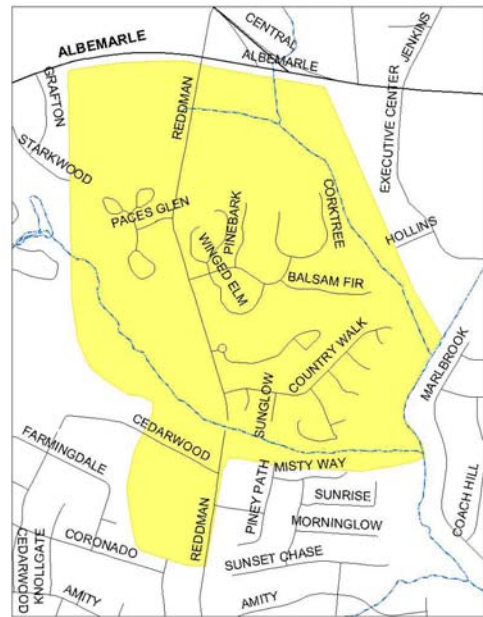 CENTRAL
ALBEMARLE
ALBEMARLE
JENKINS
GRAFTON
REDDMAN
EXECUTIVE CENTER
STARKWOOD
PACES GLEN
PINEBARK
CORKTREE
WINGED ELM
HOLLINS
BALSAM FIR
COUNTRY WALK
MARLBROOK
SUNGLOW
CEDARWOOD
FARMINGDALE
MISTY WAY
PINEY PATH
SUNRISE
COACH HILL
REDDMAN
MORNINGLOW
CORONADO
SUNSET CHASE
CEDARWOOD
KNOLLGATE
AMITY
AMITY